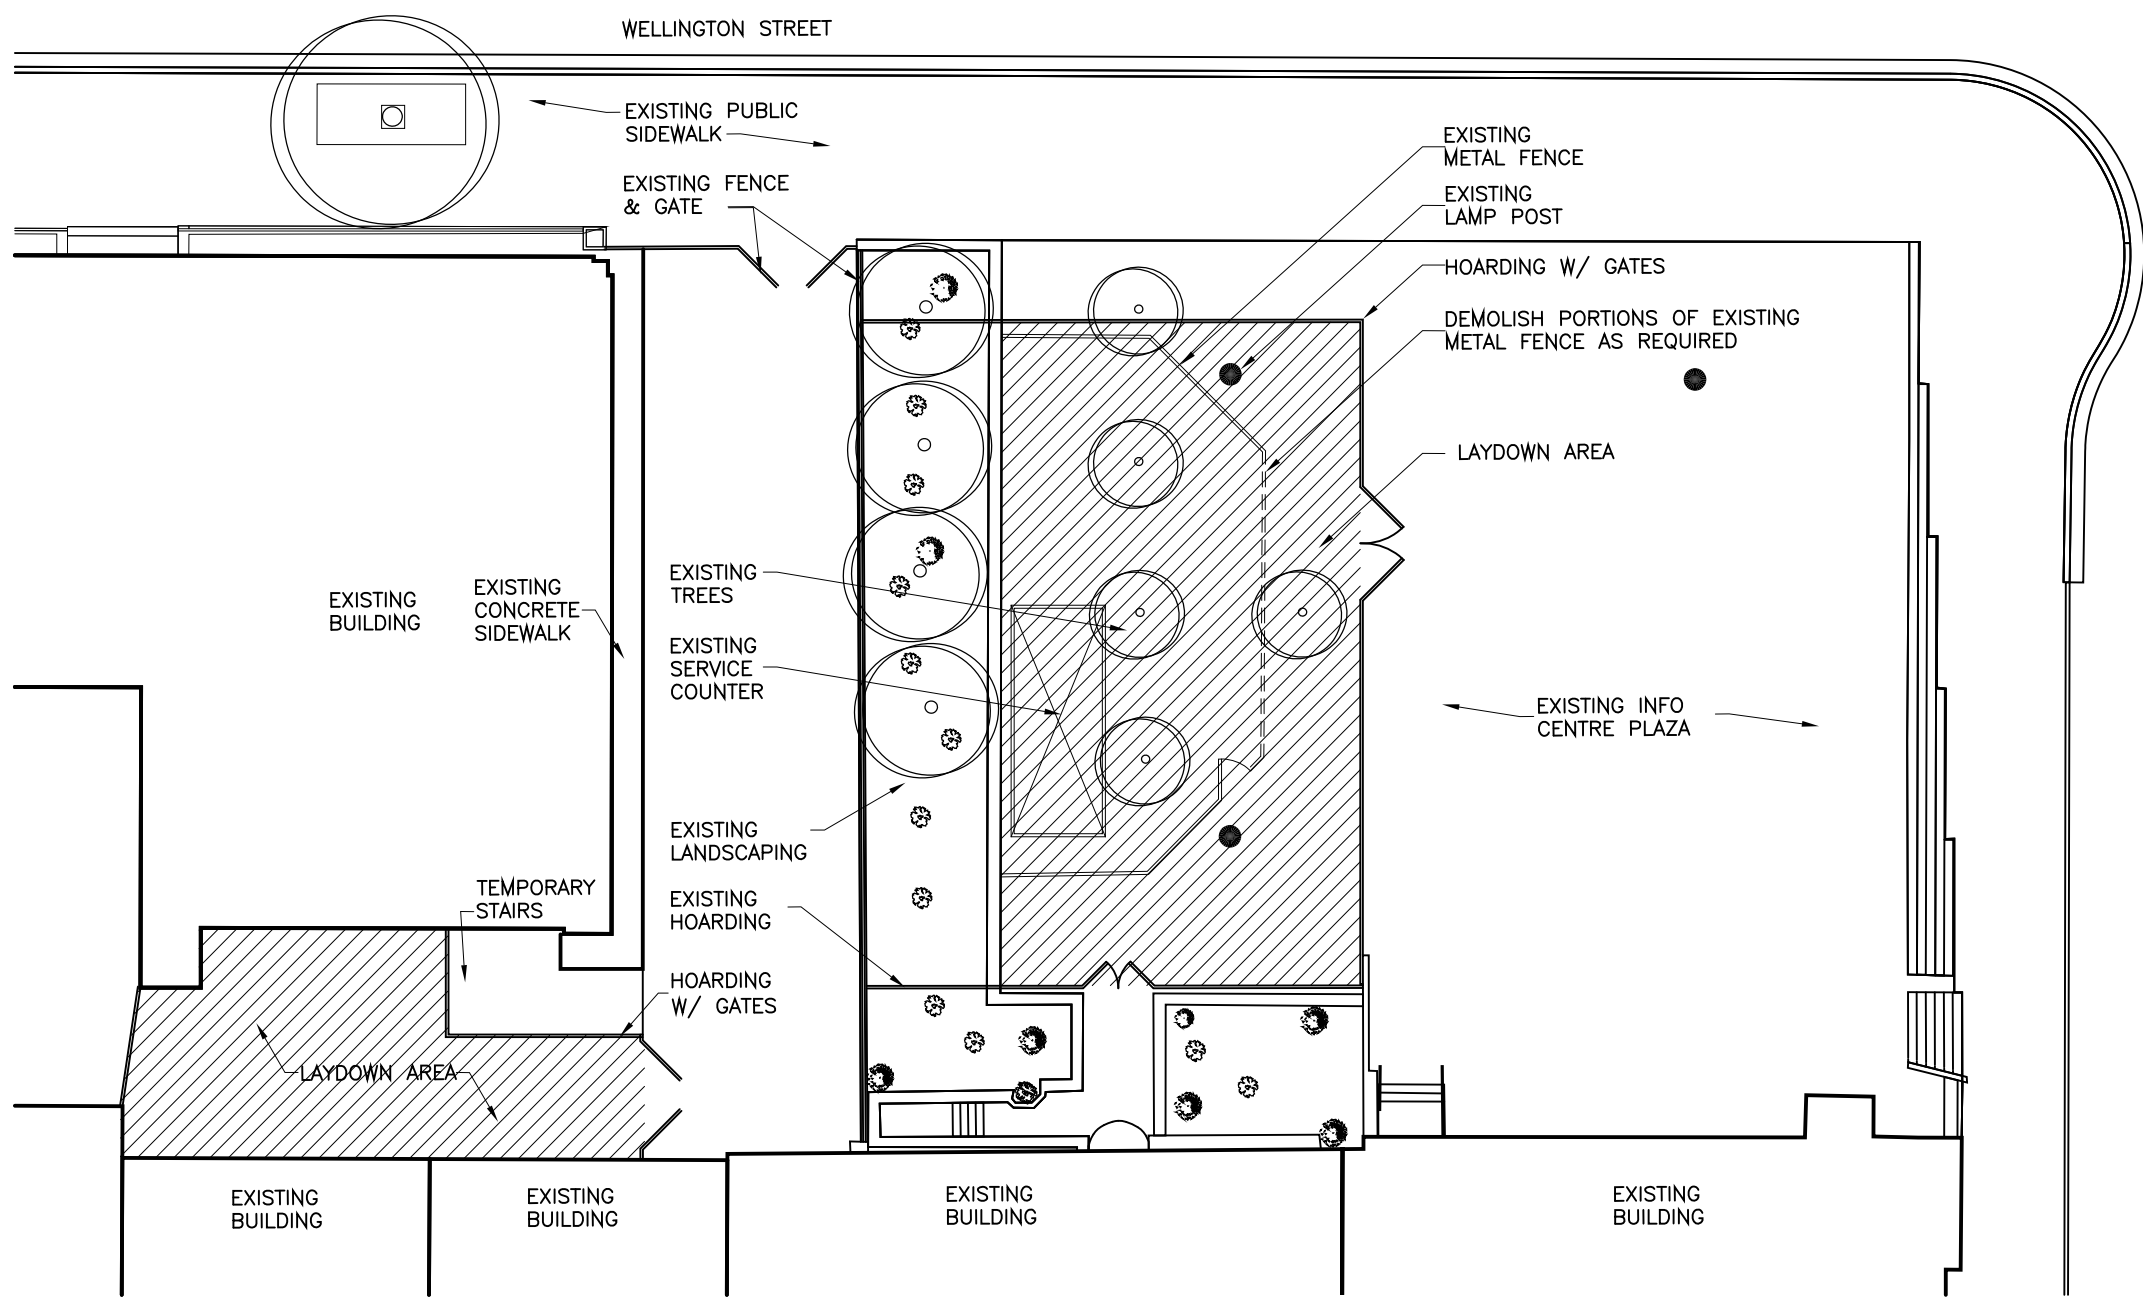 WELLINGTON STREET
EXISTING PUBLIC
SIDEWALK
EXISTING FENCE
& GATE
EXISTING
METAL FENCE
EXISTING
LAMP POST
HOARDING W/ GATES
DEMOLISH PORTIONS OF EXISTING
METAL FENCE AS REQUIRED
LAYDOWN AREA
EXISTING
BUILDING
EXISTING
CONCRETE
SIDEWALK
EXISTING
TREES
EXISTING
SERVICE
COUNTER
EXISTING INFO
CENTRE PLAZA
EXISTING
LANDSCAPING
TEMPORARY
STAIRS
EXISTING
HOARDING
HOARDING
W/ GATES
LAYDOWN AREA
EXISTING
BUILDING
EXISTING
BUILDING
EXISTING
BUILDING
EXISTING
BUILDING